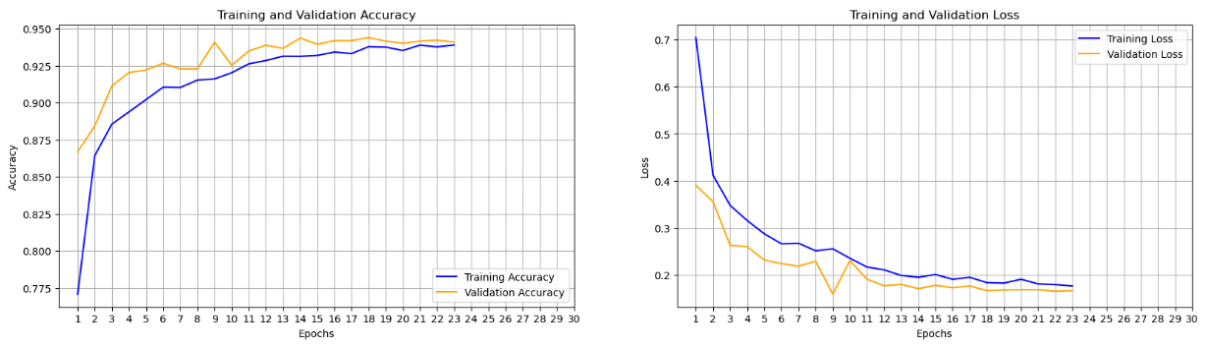 Training and Validation Accuracy
0.950
0.925
0.900
0.875
0.850
0.825
0.800
0.775
Accuracy
Training Accuracy
Validation Accuracy
1 2 3 4 5 6 7 8 9 10 11 12 13 14 15 16 17 18 19 20 21 22 23 24 25 26 27 28 29 30
Epochs
Training and Validation Loss
0.7
0.6
0.5
0.4
0.3
0.2
Loss
Training Loss
Validation Loss
1 2 3 4 5 6 7 8 9 10 11 12 13 14 15 16 17 18 19 20 21 22 23 24 25 26 27 28 29 30
Epochs